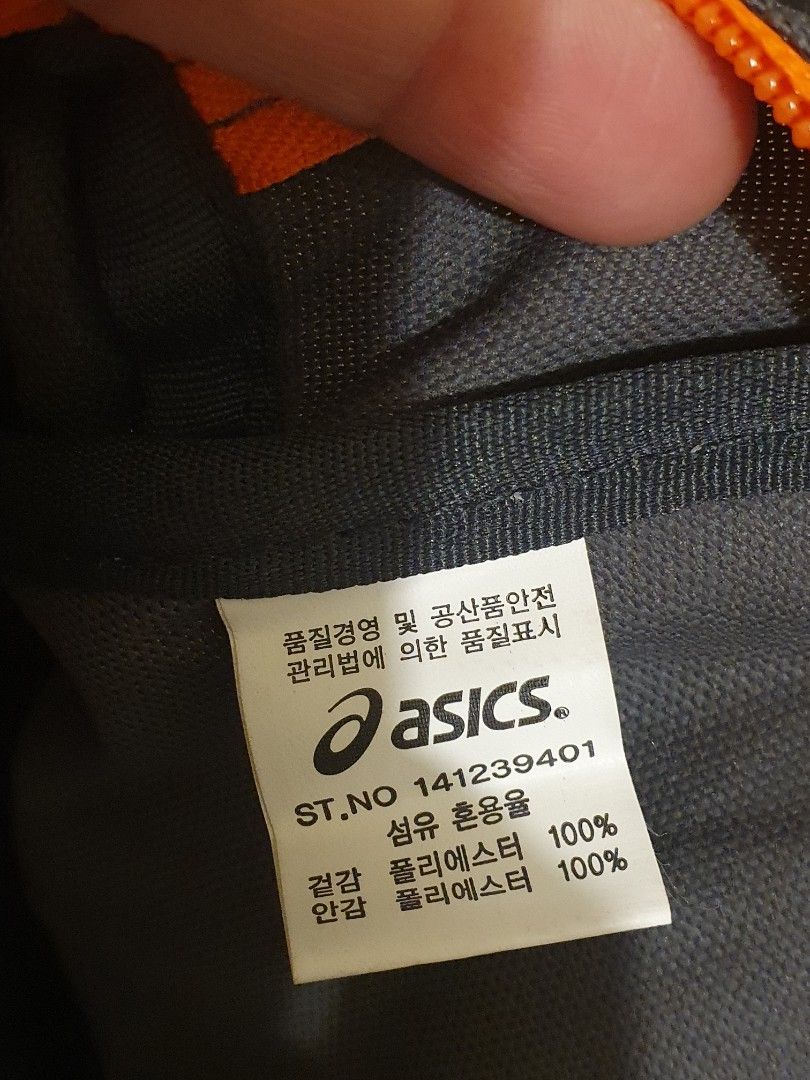 품질경영 및 공산품안전
관리법에 의한 품질표시
asics®
ST.NO 141239401
섬유 혼용율
겉감 폴리에스터 100%
안감 폴리에스터 100%